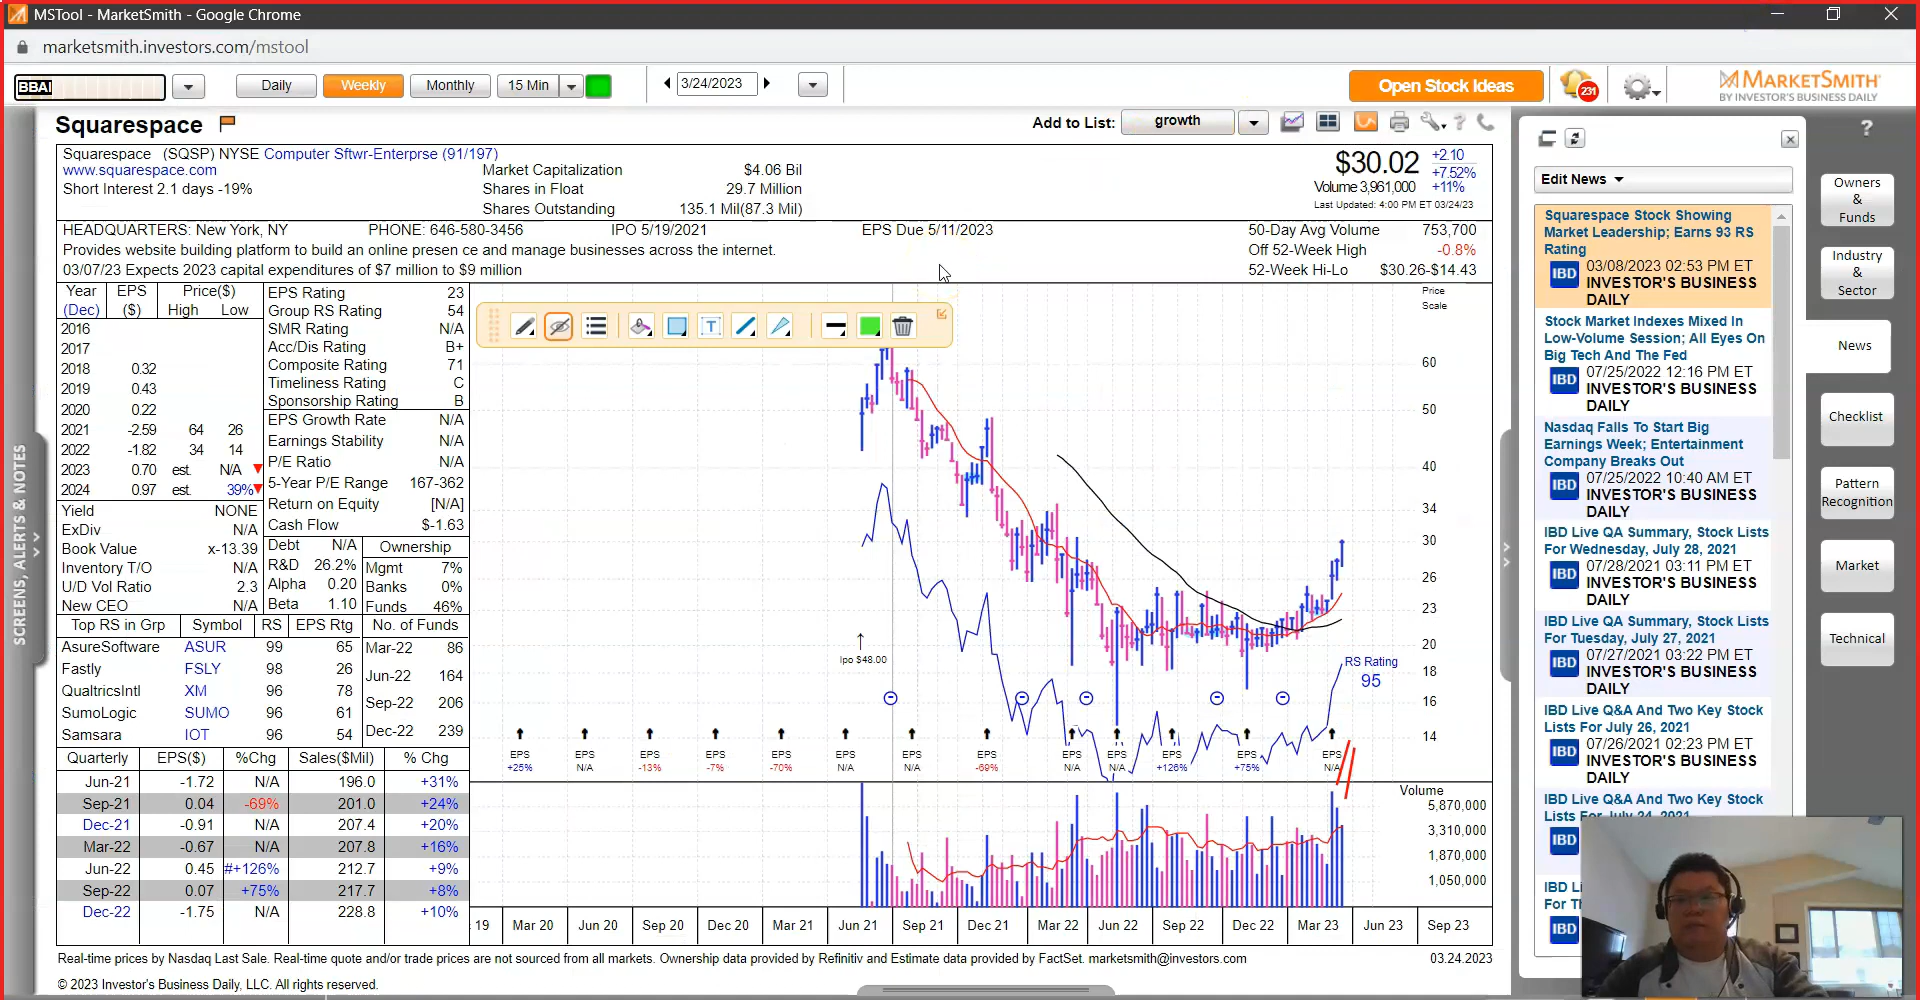 MSTool - MarketSmith - Google Chrome
marketsmith.investors.com/mstool
BBAI
Daily
Weekly
Monthly
15 Min
3/24/2023
Open Stock Ideas
231
MARKETSMITH
BY INVESTOR'S BUSINESS DAILY
Squarespace
Add to List:
growth
Squarespace (SQSP) NYSE Computer Sftwr-Enterprse (91/197)
www.squarespace.com
Short Interest 2.1 days -19%
Market Capitalization $4.06 Bil
Shares in Float 29.7 Million
Shares Outstanding 135.1 Mil(87.3 Mil)
$30.02 +2.10
+7.52%
Volume 3,961,000 +11%
Last Updated: 4:00 PM ET 03/24/23
HEADQUARTERS: New York, NY PHONE: 646-580-3456 IPO 5/19/2021 EPS Due 5/11/2023
Provides website building platform to build an online presen ce and manage businesses across the internet.
03/07/23 Expects 2023 capital expenditures of $7 million to $9 million
50-Day Avg Volume 753,700
Off 52-Week High -0.8%
52-Week Hi-Lo $30.26-$14.43
Year EPS Price($)
(Dec) ($) High Low
2016
2017
2018 0.32
2019 0.43
2020 0.22
2021 -2.59 64 26
2022 -1.82 34 14
2023 0.70 est. N/A
2024 0.97 est. 39%
Yield NONE
ExDiv N/A
Book Value x-13.39
Inventory T/O N/A
U/D Vol Ratio 2.3
New CEO N/A
EPS Rating 23
Group RS Rating 54
SMR Rating N/A
Acc/Dis Rating B+
Composite Rating 71
Timeliness Rating C
Sponsorship Rating B
EPS Growth Rate N/A
Earnings Stability N/A
P/E Ratio N/A
5-Year P/E Range 167-362
Return on Equity [N/A]
Cash Flow $-1.63
Debt N/A
R&D 26.2%
Alpha 0.20
Beta 1.10
Ownership
Mgmt 7%
Banks 0%
Funds 46%
Top RS in Grp Symbol RS EPS Rtg
AsureSoftware ASUR 99 65
Fastly FSLY 98 26
QualtricsIntl XM 96 78
SumoLogic SUMO 96 61
Samsara IOT 96 54
No. of Funds
Mar-22 86
Jun-22 164
Sep-22 206
Dec-22 239
Quarterly EPS($) %Chg Sales($Mil) % Chg
Jun-21 -1.72 N/A 196.0 +31%
Sep-21 0.04 -69% 201.0 +24%
Dec-21 -0.91 N/A 207.4 +20%
Mar-22 -0.67 N/A 207.8 +16%
Jun-22 0.45 #+126% 212.7 +9%
Sep-22 0.07 +75% 217.7 +8%
Dec-22 -1.75 N/A 228.8 +10%
T
Price
Scale
60
50
40
34
30
26
23
20
18
16
14
Ipo $48.00
RS Rating
95
EPS EPS EPS EPS EPS EPS EPS EPS EPS EPS EPS EPS EPS
+25% N/A -13% -7% -70% N/A N/A -69% N/A N/A +126% +75% N/A
Volume
5,870,000
3,310,000
1,870,000
1,050,000
19 Mar 20 Jun 20 Sep 20 Dec 20 Mar 21 Jun 21 Sep 21 Dec 21 Mar 22 Jun 22 Sep 22 Dec 22 Mar 23 Jun 23 Sep 23
Real-time prices by Nasdaq Last Sale. Real-time quote and/or trade prices are not sourced from all markets. Ownership data provided by Refinitiv and Estimate data provided by FactSet. marketsmith@investors.com
03.24.2023
© 2023 Investor's Business Daily, LLC. All rights reserved.
SCREENS, ALERTS & NOTES
Edit News
Squarespace Stock Showing
Market Leadership; Earns 93 RS
Rating
IBD
03/08/2023 02:53 PM ET
INVESTOR'S BUSINESS
DAILY
Stock Market Indexes Mixed In
Low-Volume Session; All Eyes On
Big Tech And The Fed
IBD
07/25/2022 12:16 PM ET
INVESTOR'S BUSINESS
DAILY
Nasdaq Falls To Start Big
Earnings Week; Entertainment
Company Breaks Out
IBD
07/25/2022 10:40 AM ET
INVESTOR'S BUSINESS
DAILY
IBD Live QA Summary, Stock Lists
For Wednesday, July 28, 2021
IBD
07/28/2021 03:11 PM ET
INVESTOR'S BUSINESS
DAILY
IBD Live QA Summary, Stock Lists
For Tuesday, July 27, 2021
IBD
07/27/2021 03:22 PM ET
INVESTOR'S BUSINESS
DAILY
IBD Live Q&A And Two Key Stock
Lists For July 26, 2021
IBD
07/26/2021 02:23 PM ET
INVESTOR'S BUSINESS
DAILY
IBD Live Q&A And Two Key Stock
Lists For July 24, 2021
IBD
IBD Li
For Th
IBD
?
Owners
&
Funds
Industry
&
Sector
News
Checklist
Pattern
Recognition
Market
Technical